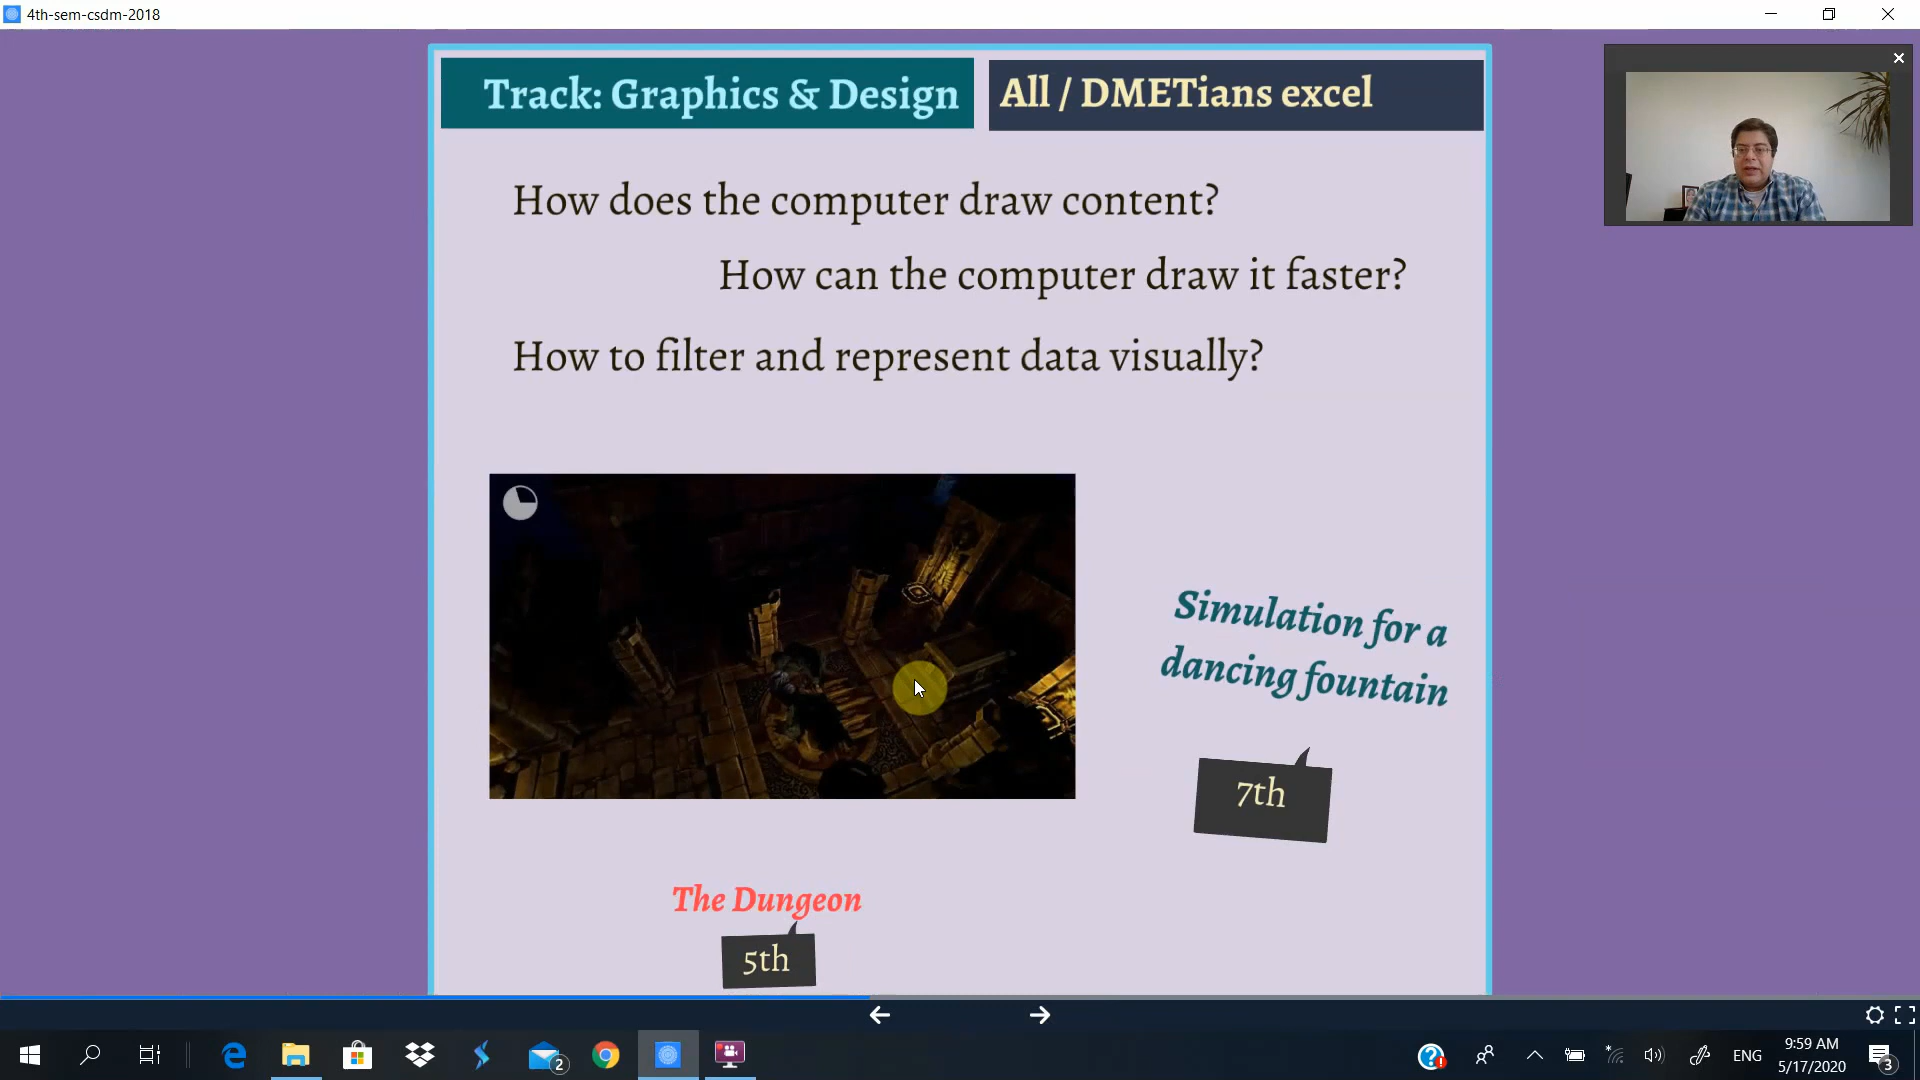 4th-sem-csdm-2018
Track: Graphics & Design
All / DMETians excel
How does the computer draw content?
How can the computer draw it faster?
How to filter and represent data visually?
Simulation for a
dancing fountain
7th
The Dungeon
5th
2
ENG
9:59 AM
5/17/2020
3